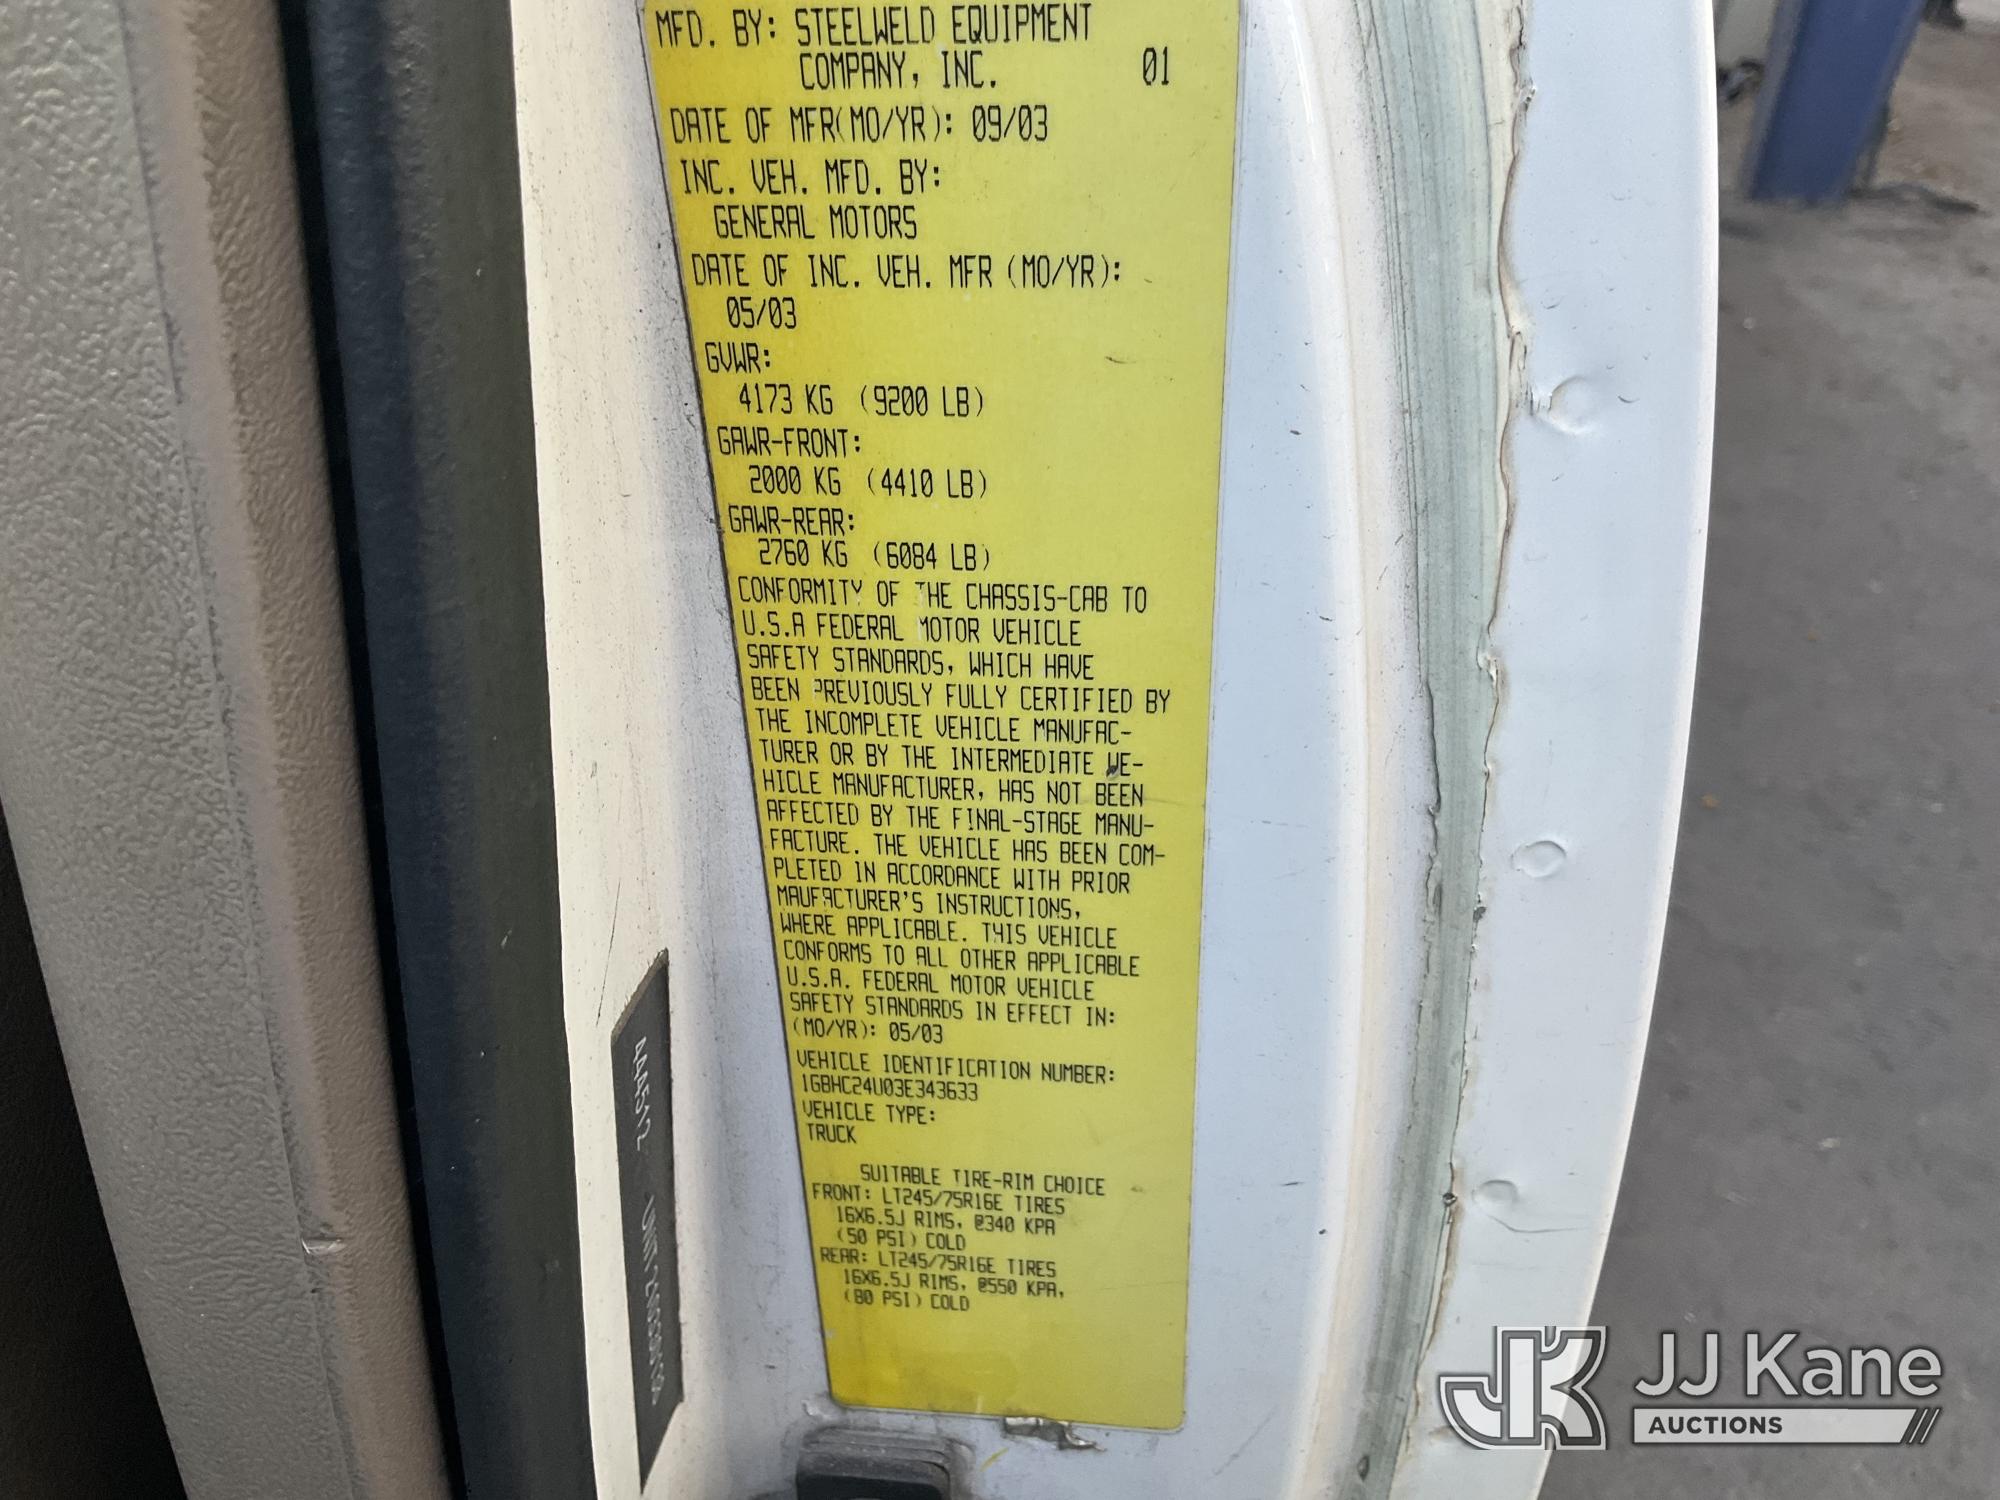 MFD. BY: STEELWELD EQUIPMENT
COMPANY, INC. 01
DATE OF MFR(MO/YR): 09/03
INC. VEH. MFD. BY:
GENERAL MOTORS
DATE OF INC. VEH. MFR (MO/YR):
05/03
GVWR:
4173 KG (9200 LB)
GAWR-FRONT:
2000 KG (4410 LB)
GAWR-REAR:
2760 KG (6084 LB)
CONFORMITY OF THE CHASSIS-CAB TO
U.S.A FEDERAL MOTOR VEHICLE
SAFETY STANDARDS, WHICH HAVE
BEEN PREVIOUSLY FULLY CERTIFIED BY
THE INCOMPLETE VEHICLE MANUFAC-
TURER OR BY THE INTERMEDIATE VE-
HICLE MANUFACTURER, HAS NOT BEEN
AFFECTED BY THE FINAL-STAGE MANU-
FACTURE. THE VEHICLE HAS BEEN COM-
PLETED IN ACCORDANCE WITH PRIOR
MAUFACTURER'S INSTRUCTIONS,
WHERE APPLICABLE. THIS VEHICLE
CONFORMS TO ALL OTHER APPLICABLE
U.S.A. FEDERAL MOTOR VEHICLE
SAFETY STANDARDS IN EFFECT IN:
(MO/YR): 05/03
VEHICLE IDENTIFICATION NUMBER:
1GBHC24U03E343633
VEHICLE TYPE:
TRUCK
SUITABLE TIRE-RIM CHOICE
FRONT: LT245/75R16E TIRES
16X6.5J RIMS, @340 KPA
(50 PSI) COLD
REAR: LT245/75R16E TIRES
16X6.5J RIMS, @550 KPA,
(80 PSI) COLD
444512 UNIT
JK JJ Kane
AUCTIONS